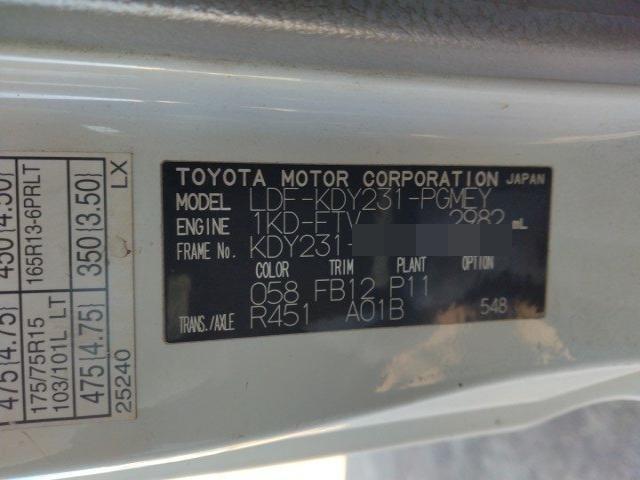 TOYOTA MOTOR CORPORATION JAPAN
MODEL LDF-KDY231-PGMEY
ENGINE 1KD-FTV 2982 mL
FRAME No. KDY231-
COLOR TRIM PLANT
058 FB12 P11
TRANS./AXLE R451 A01B 548
475{4.75} 450{4.50}
165R13-6PRLT
175/75R15
103/101L LT
475{4.75} 350{3.50}
25240 LX